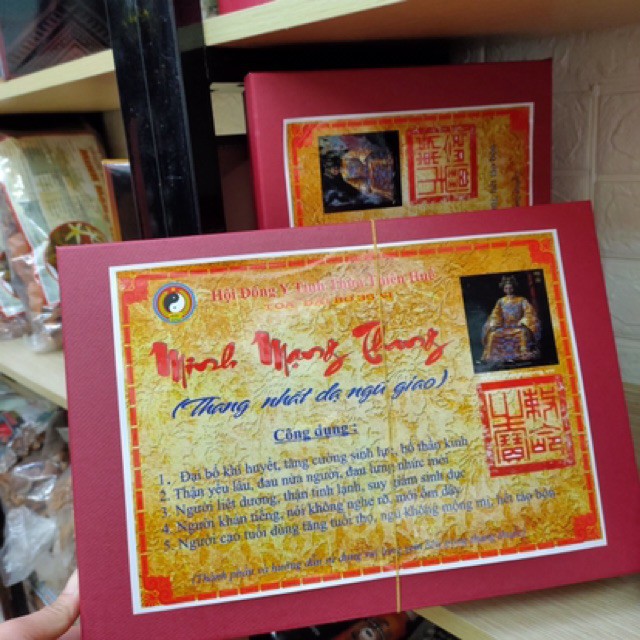 Hội Đông Y Tỉnh Thừa Thiên Huế
Minh Mạng Thang
(Thang nhất dạ ngũ giao)
Công dụng :
1. Đại bổ khí huyết, tăng cường sinh lực, bổ thần kinh
2. Thận yếu lâu, đau nửa người, đau lưng nhức mỏi
3. Người liệt dương, thận tinh lạnh, suy giảm sinh dục
4. Người khan tiếng, nói không nghe rõ, mới ốm dậy
5. Người cao tuổi dùng tăng tuổi thọ, ngủ không mộng mị, tiết táo bón